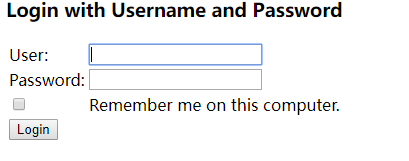 Login with Username and Password
User:
Password:
Remember me on this computer.
Login